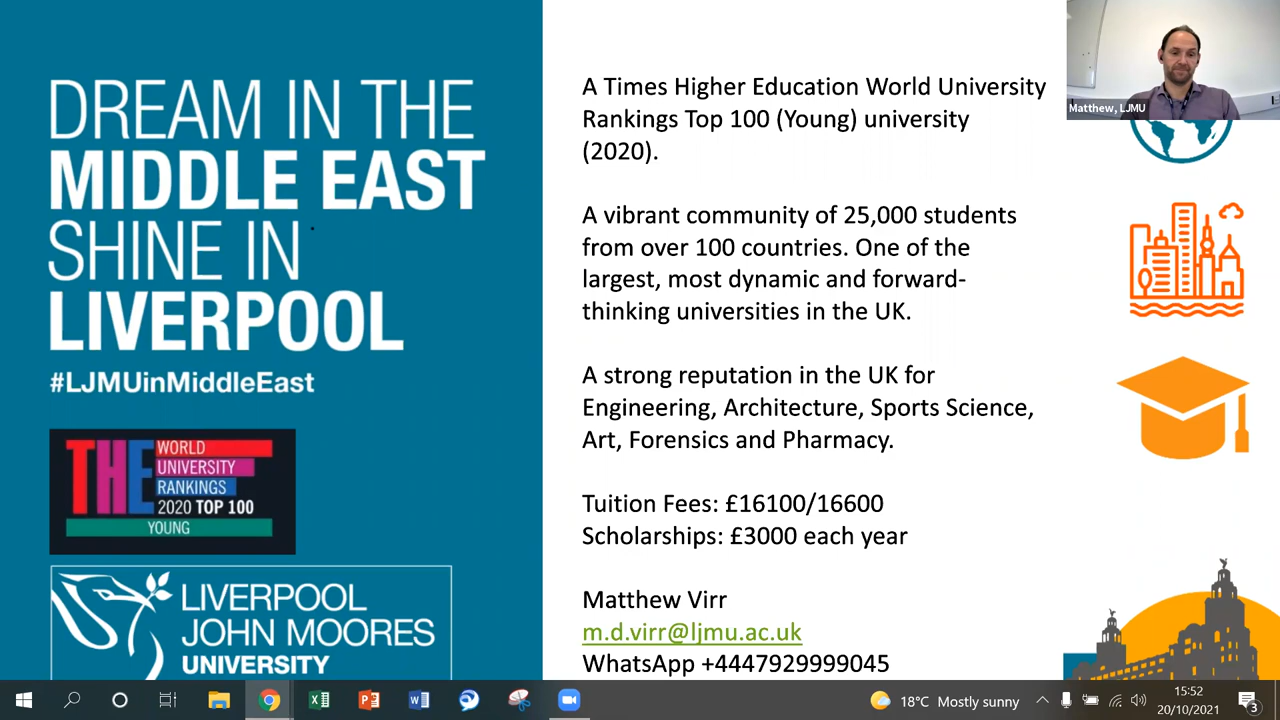 DREAM IN THE
MIDDLE EAST
SHINE IN
LIVERPOOL
#LJMUinMiddleEast
THE
WORLD
UNIVERSITY
RANKINGS
2020 TOP 100
YOUNG
LIVERPOOL
JOHN MOORES
UNIVERSITY
A Times Higher Education World University
Rankings Top 100 (Young) university
(2020).
A vibrant community of 25,000 students
from over 100 countries. One of the
largest, most dynamic and forward-
thinking universities in the UK.
A strong reputation in the UK for
Engineering, Architecture, Sports Science,
Art, Forensics and Pharmacy.
Tuition Fees: £16100/16600
Scholarships: £3000 each year
Matthew Virr
m.d.virr@ljmu.ac.uk
WhatsApp +4447929999045
Matthew, LJMU
18°C Mostly sunny
15:52
20/10/2021
3